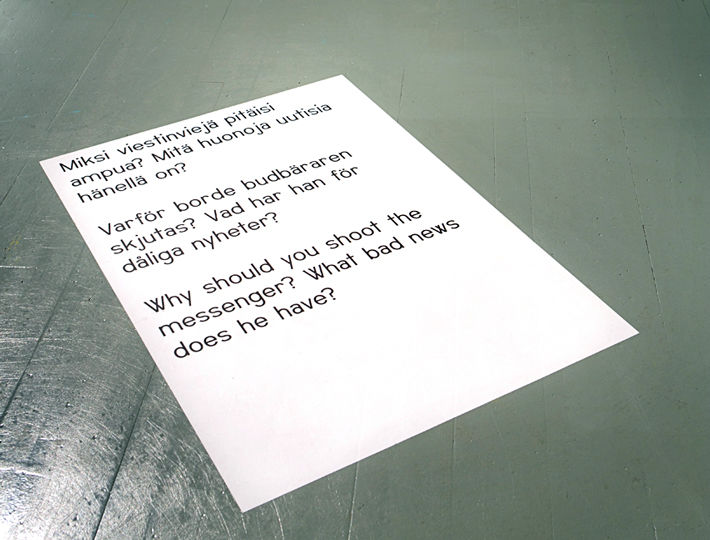 Miksi viestinviejä pitäisi
ampua? Mitä huonoja uutisia
hänellä on?
Varför borde budbäraren
skjutas? Vad har han för
dåliga nyheter?
Why should you shoot the
messenger? What bad news
does he have?